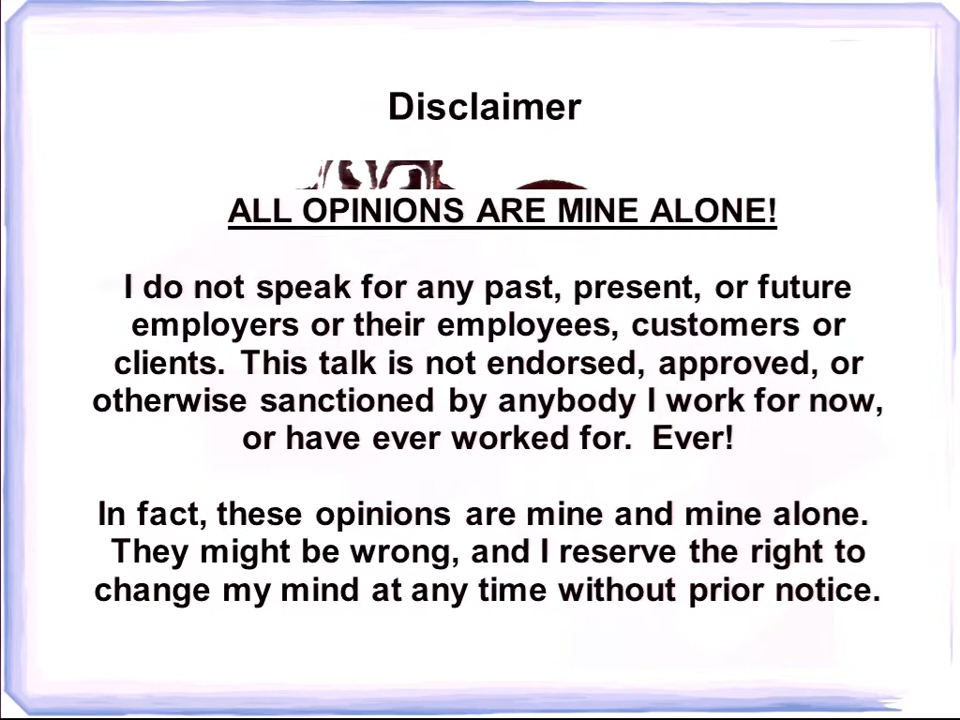 Disclaimer
ALL OPINIONS ARE MINE ALONE!
I do not speak for any past, present, or future
employers or their employees, customers or
clients. This talk is not endorsed, approved, or
otherwise sanctioned by anybody I work for now,
or have ever worked for. Ever!
In fact, these opinions are mine and mine alone.
They might be wrong, and I reserve the right to
change my mind at any time without prior notice.